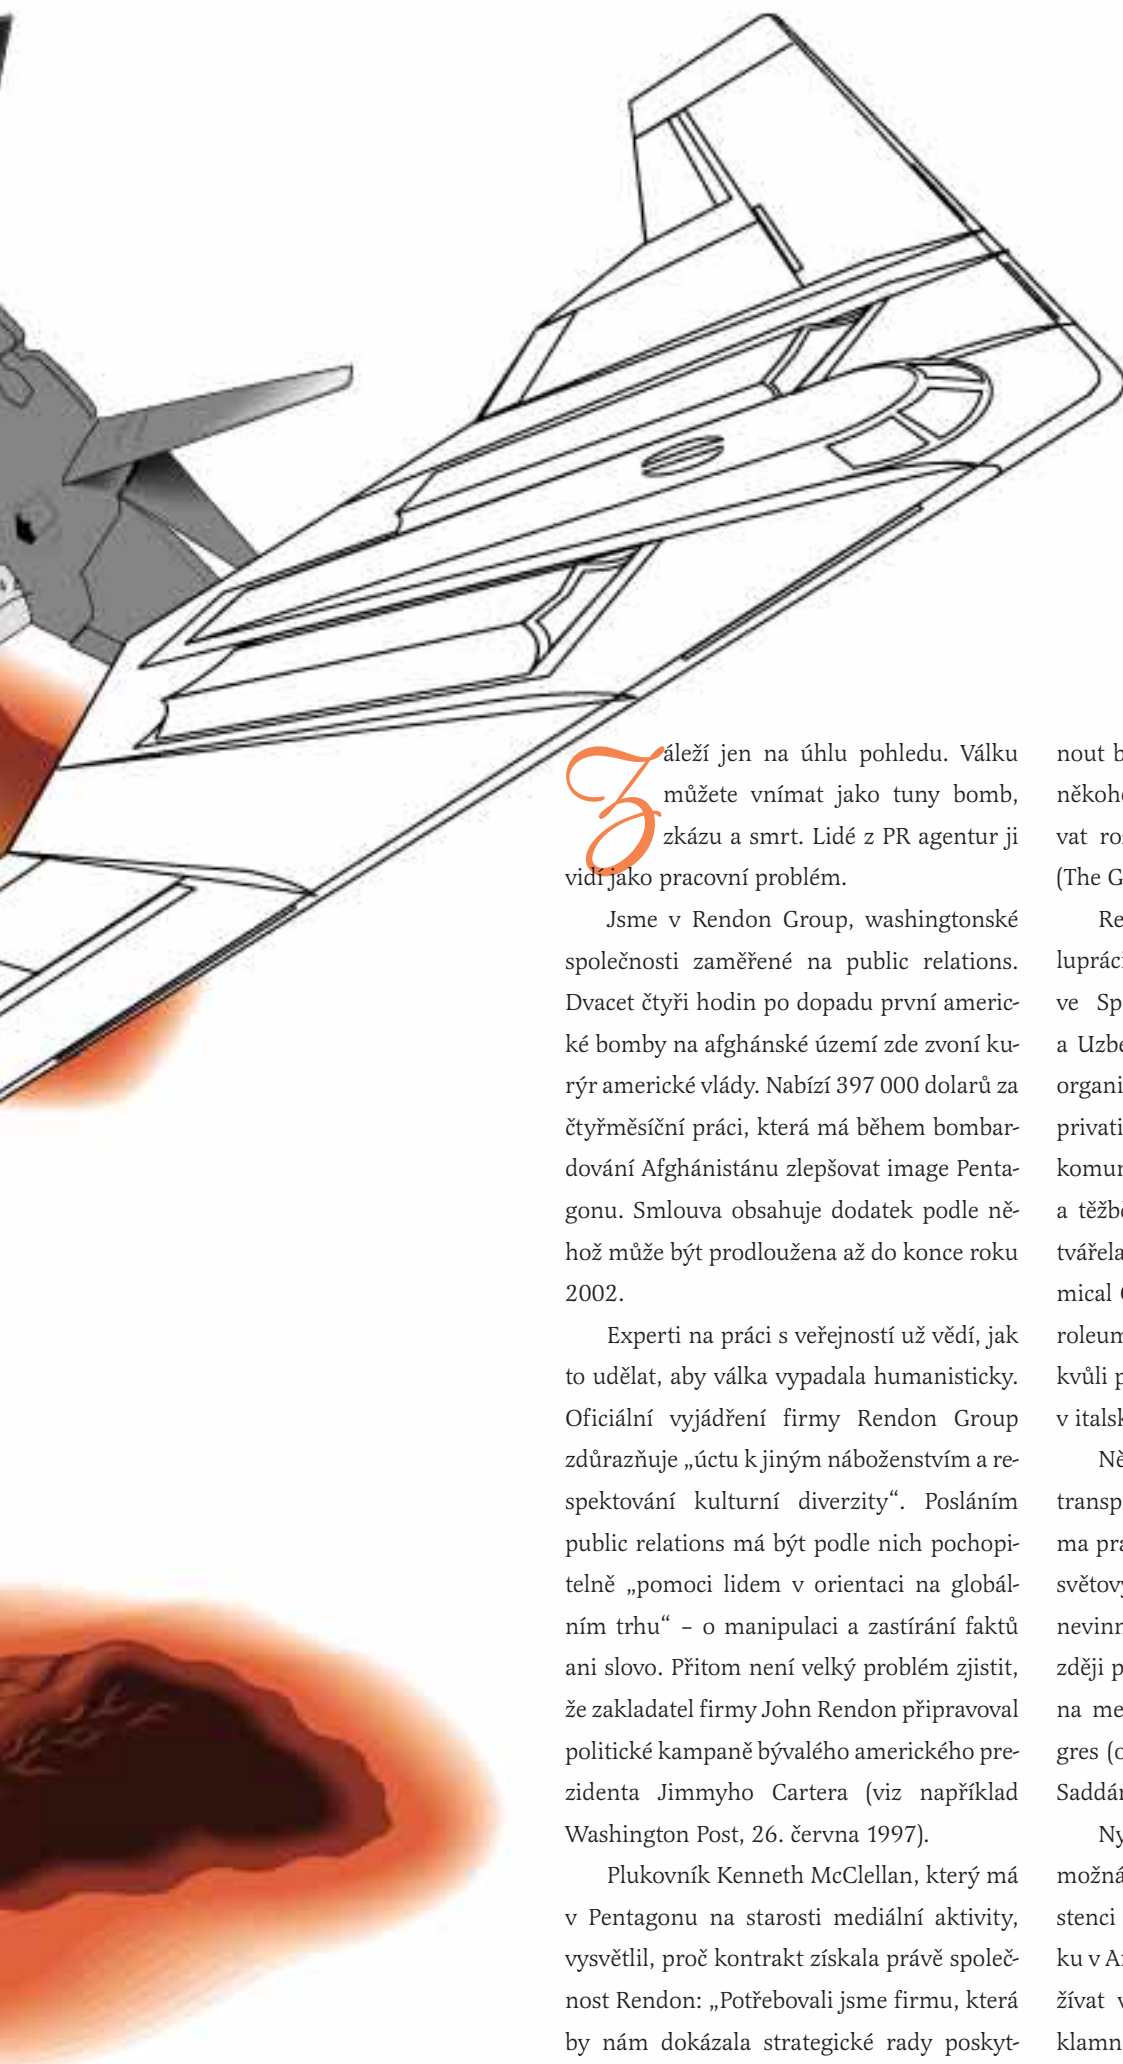 Záleží jen na úhlu pohledu. Válku
můžete vnímat jako tuny bomb,
zkázu a smrt. Lidé z PR agentur ji
vidí jako pracovní problém.
Jsme v Rendon Group, washingtonské
společnosti zaměřené na public relations.
Dvacet čtyři hodin po dopadu první americ-
ké bomby na afghánské území zde zvoní ku-
rýr americké vlády. Nabízí 397 000 dolarů za
čtyřměsíční práci, která má během bombar-
dování Afghánistánu zlepšovat image Penta-
gonu. Smlouva obsahuje dodatek podle ně-
hož může být prodloužena až do konce roku
2002.
Experti na práci s veřejností už vědí, jak
to udělat, aby válka vypadala humanisticky.
Oficiální vyjádření firmy Rendon Group
zdůrazňuje „úctu k jiným náboženstvím a re-
spektování kulturní diverzity“. Posláním
public relations má být podle nich pochopi-
telně „pomoci lidem v orientaci na globál-
ním trhu“ – o manipulaci a zastírání faktů
ani slovo. Přitom není velký problém zjistit,
že zakladatel firmy John Rendon připravoval
politické kampaně bývalého amerického pre-
zidenta Jimmyho Cartera (viz například
Washington Post, 26. června 1997).
Plukovník Kenneth McClellan, který má
v Pentagonu na starosti mediální aktivity,
vysvětlil, proč kontrakt získala právě společ-
nost Rendon: „Potřebovali jsme firmu, která
by nám dokázala strategické rady poskyt-
nout b
někoho
vat ro
(The G
Re
luprác
ve Sp
a Uzbe
organi
privati
komun
a těžb
tvářela
mical
roleum
kvůli p
v italsk
Ně
transp
ma pra
světov
nevinn
zději p
na me
gres (o
Saddá
Ny
možná
stenci
ku v A
žívat v
klamn